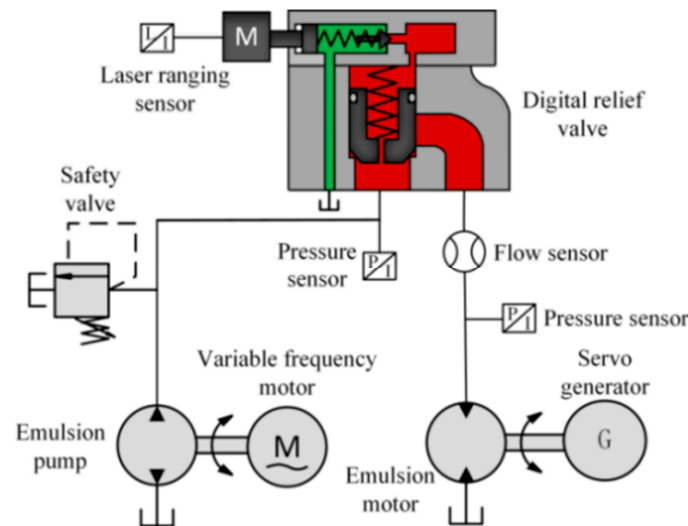 I
I
M
Laser ranging
sensor
Digital relief
valve
Safety
valve
Pressure
sensor
P
I
Flow sensor
P
I
Pressure sensor
Variable frequency
motor
Servo
generator
Emulsion
pump
M
Emulsion
motor
G